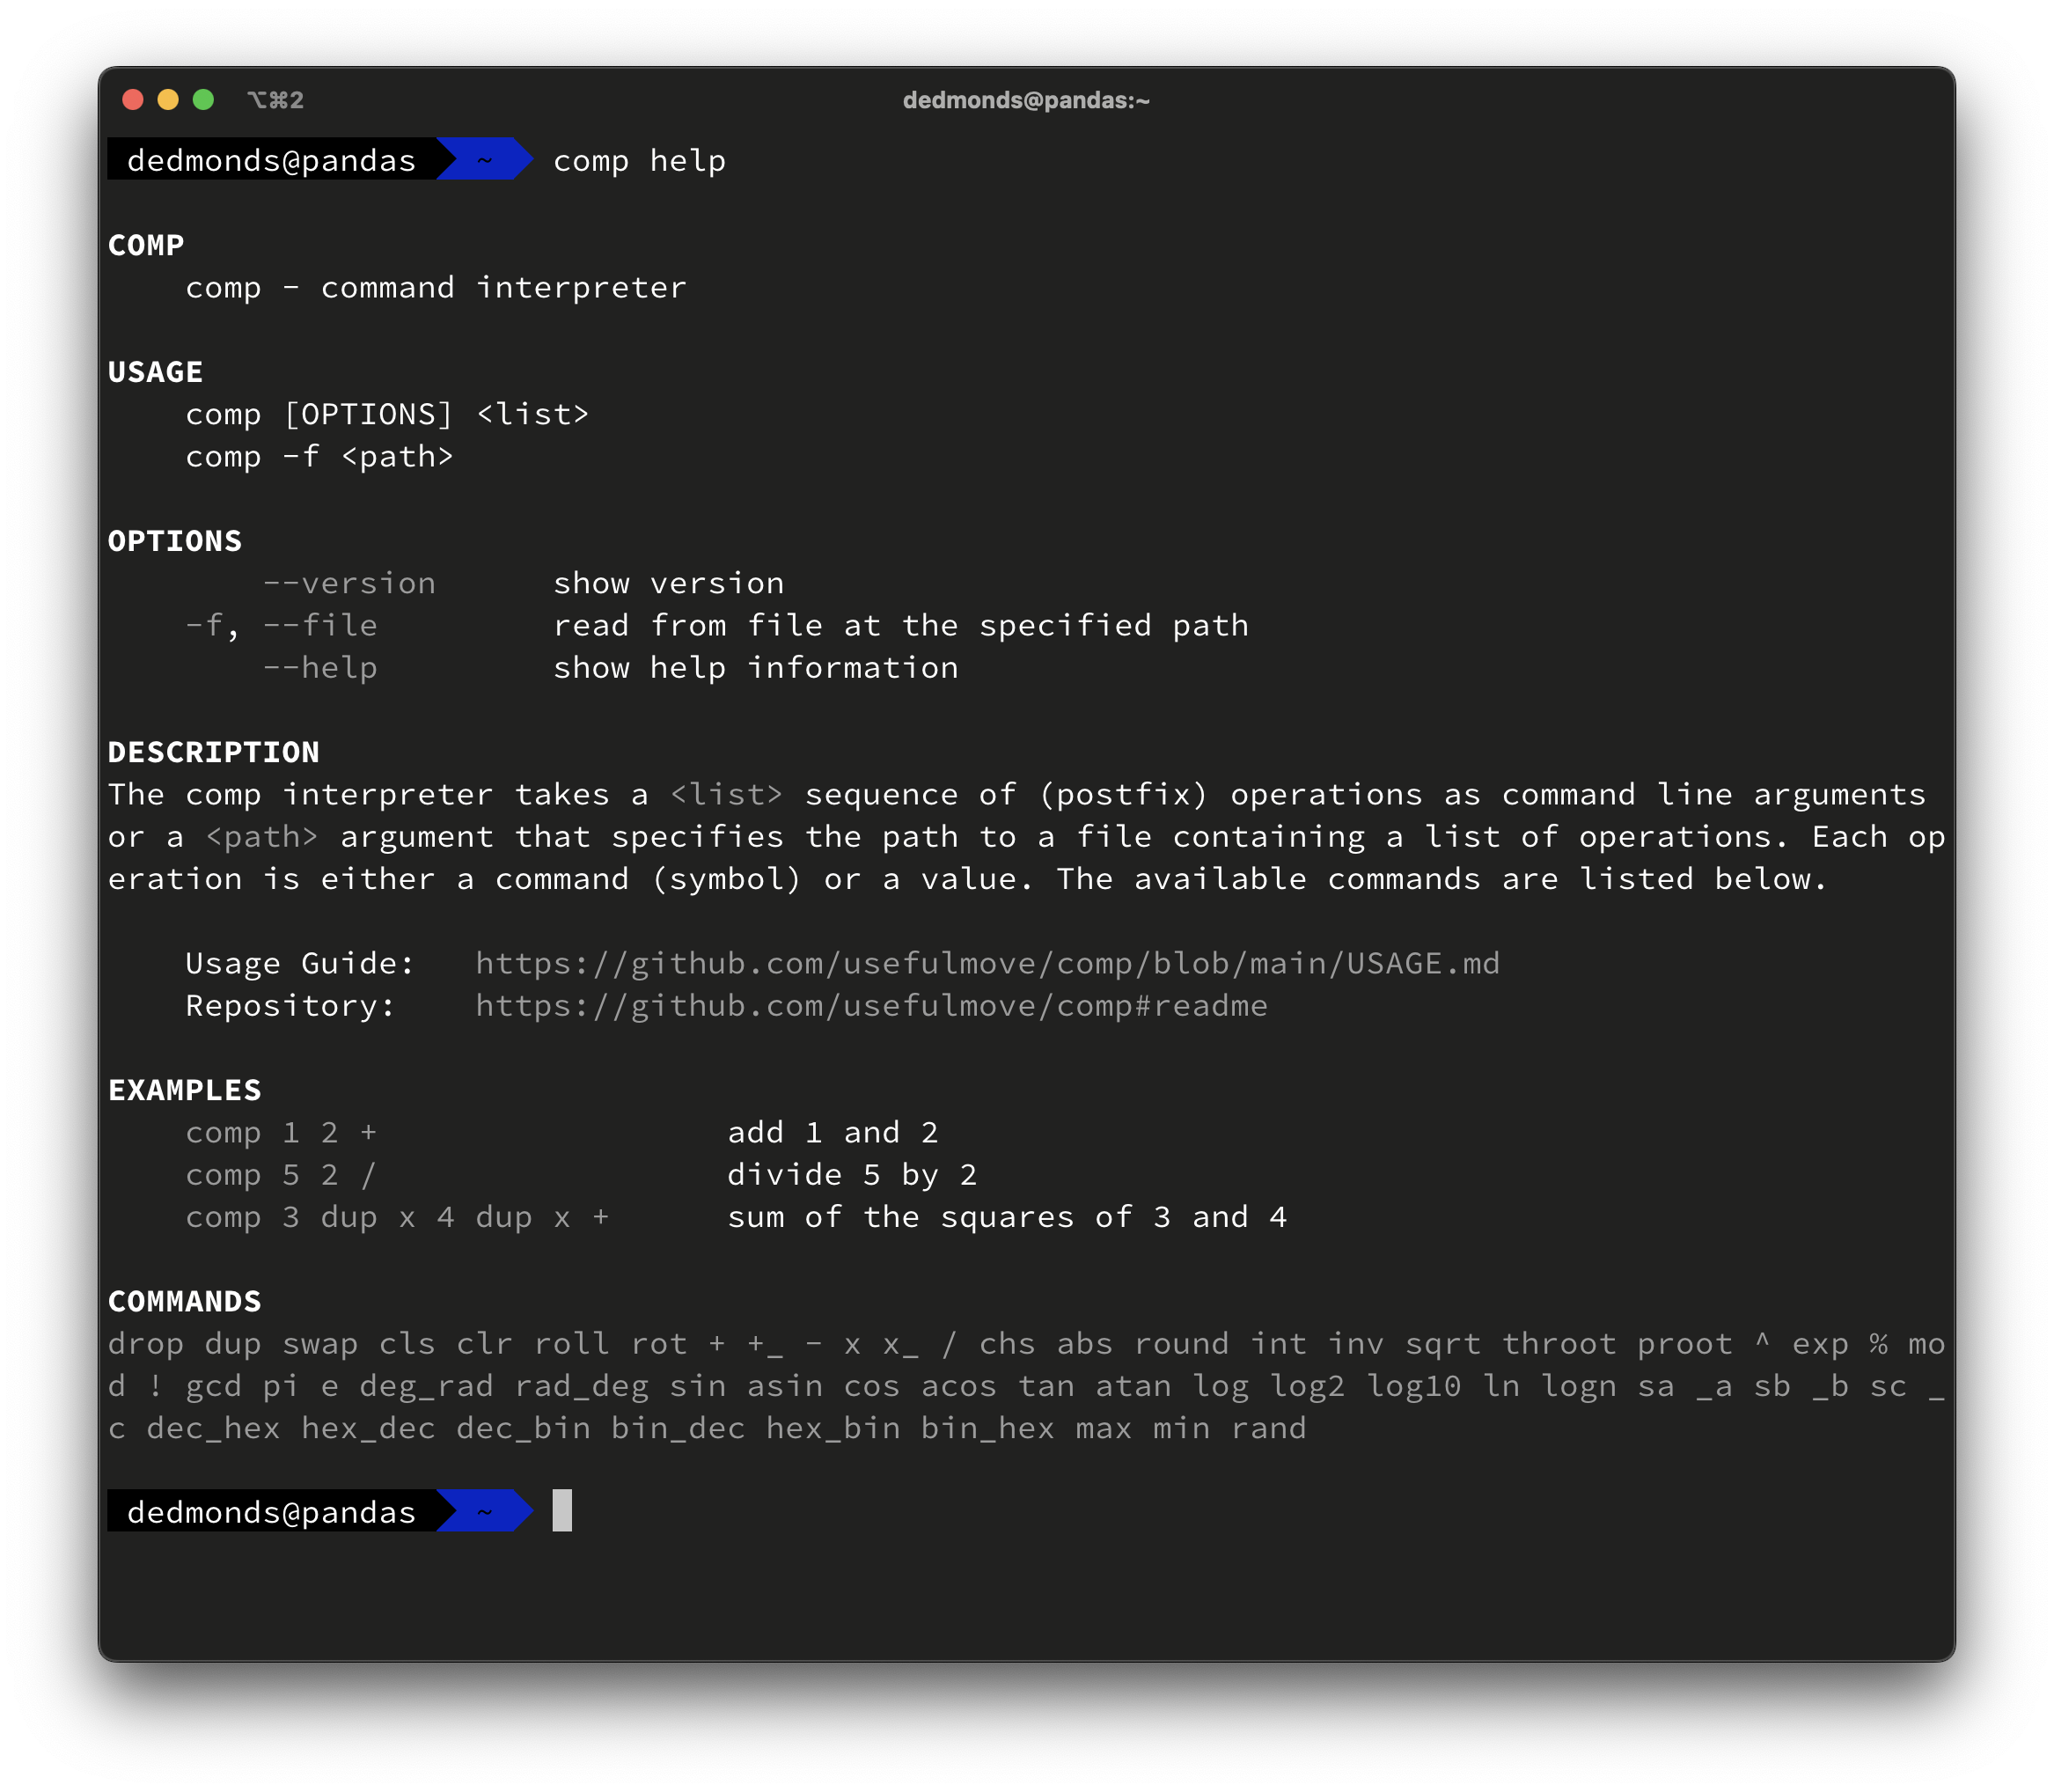 ⌥⌘2
dedmonds@pandas:~
dedmonds@pandas ~ comp help
COMP
comp - command interpreter
USAGE
comp [OPTIONS] <list>
comp -f <path>
OPTIONS
--version show version
-f, --file read from file at the specified path
--help show help information
DESCRIPTION
The comp interpreter takes a <list> sequence of (postfix) operations as command line arguments
or a <path> argument that specifies the path to a file containing a list of operations. Each op
eration is either a command (symbol) or a value. The available commands are listed below.
Usage Guide: https://github.com/usefulmove/comp/blob/main/USAGE.md
Repository: https://github.com/usefulmove/comp#readme
EXAMPLES
comp 1 2 + add 1 and 2
comp 5 2 / divide 5 by 2
comp 3 dup x 4 dup x + sum of the squares of 3 and 4
COMMANDS
drop dup swap cls clr roll rot + +_ - x x_ / chs abs round int inv sqrt throot proot ^ exp % mo
d ! gcd pi e deg_rad rad_deg sin asin cos acos tan atan log log2 log10 ln logn sa _a sb _b sc _
c dec_hex hex_dec dec_bin bin_dec hex_bin bin_hex max min rand
dedmonds@pandas ~